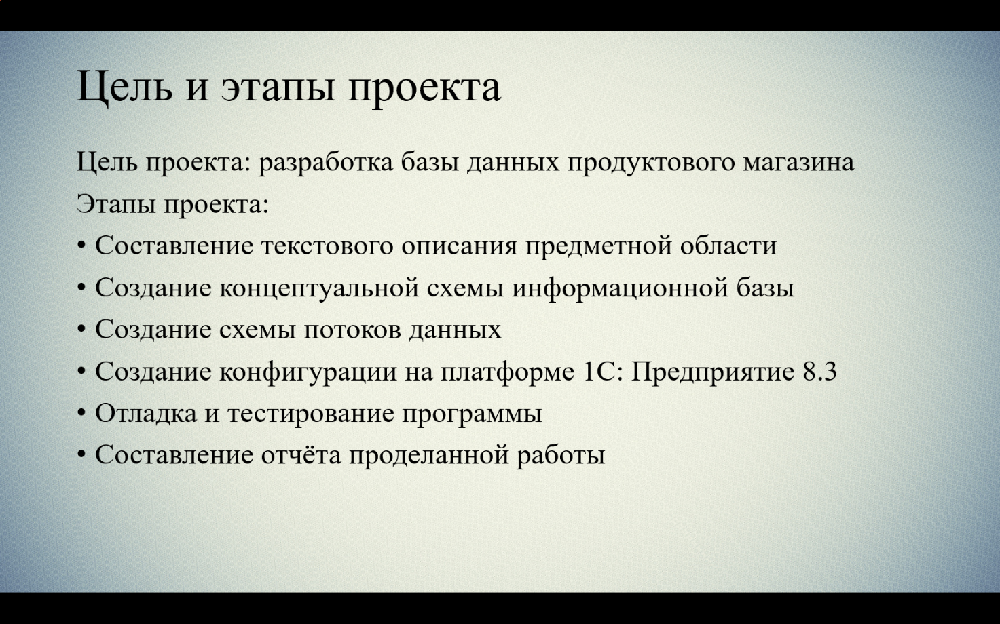 Цель и этапы проекта
Цель проекта: разработка базы данных продуктового магазина
Этапы проекта:
• Составление текстового описания предметной области
• Создание концептуальной схемы информационной базы
• Создание схемы потоков данных
• Создание конфигурации на платформе 1С: Предприятие 8.3
• Отладка и тестирование программы
• Составление отчёта проделанной работы